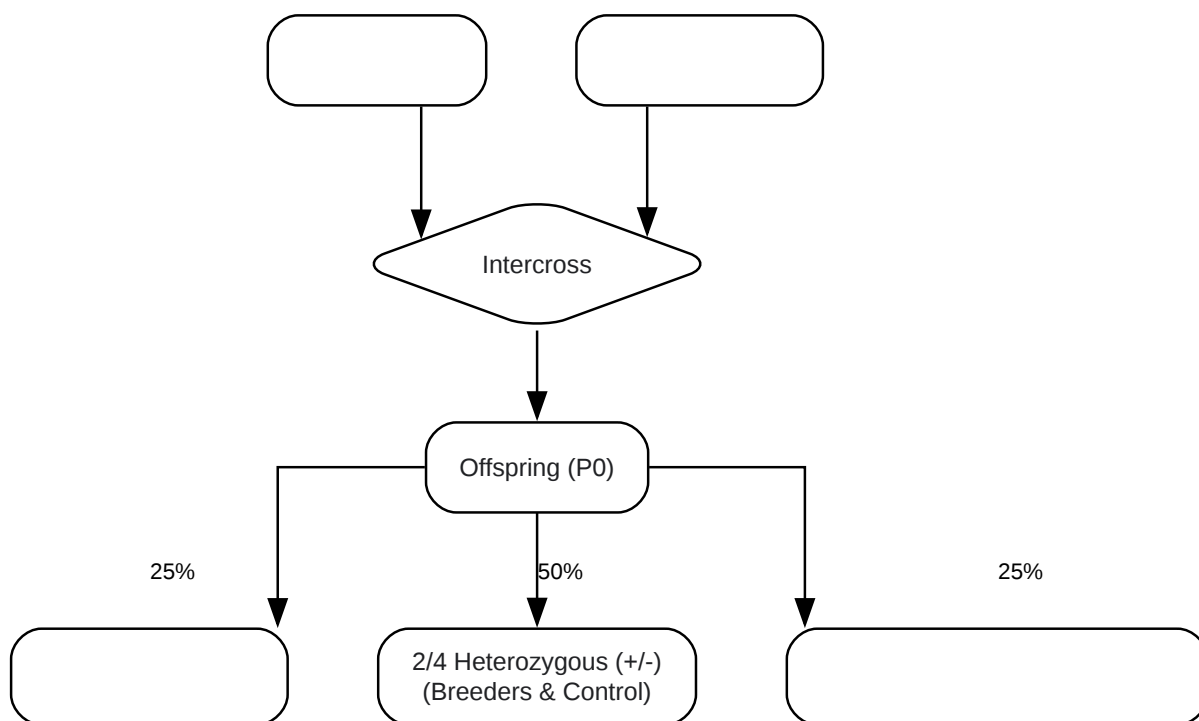 Intercross
Offspring (P0)
25%
50%
25%
2/4 Heterozygous (+/-)
(Breeders & Control)